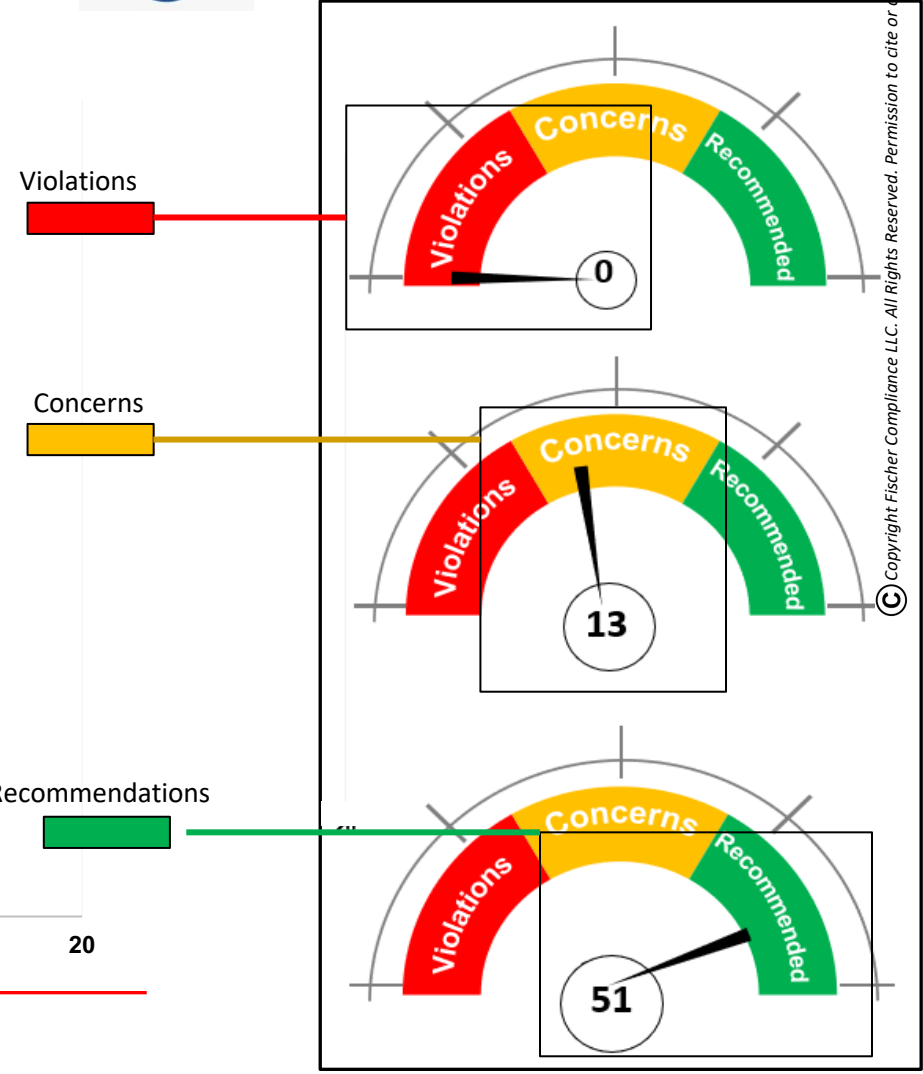 Violations
Violations
Concerns
Recommended
0
Concerns
Violations
Concerns
Recommended
13
Recommendations
Violations
Concerns
Recommended
51
20
© Copyright Fischer Compliance LLC. All Rights Reserved. Permission to cite or